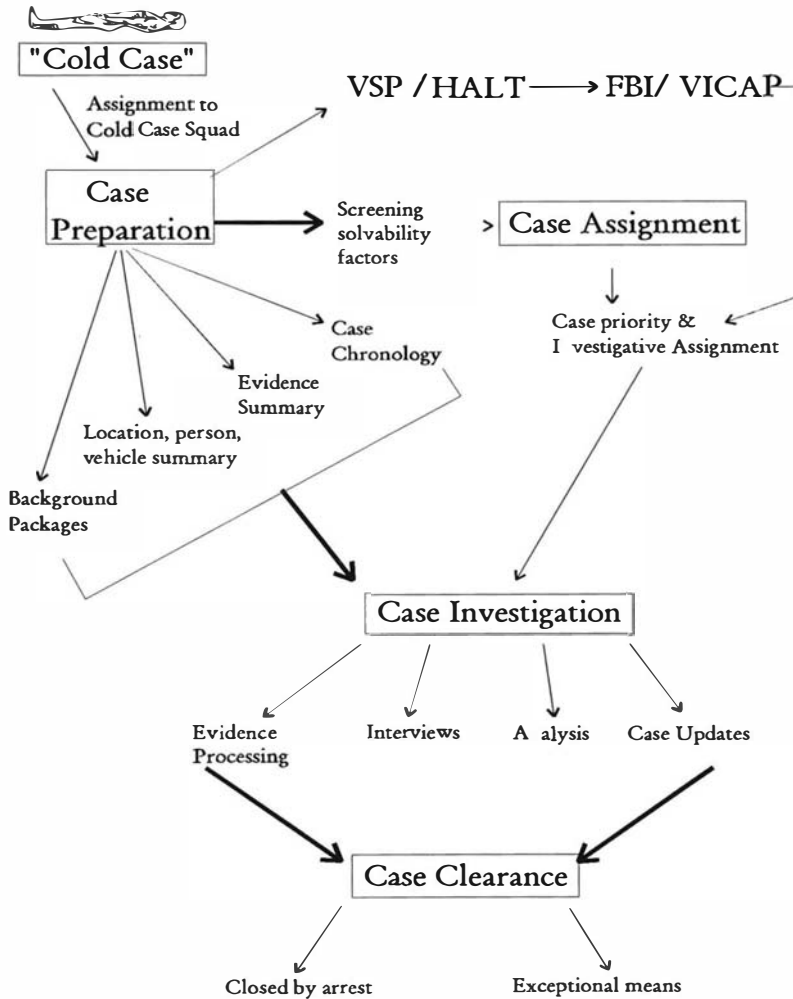 "Cold Case"
Assignment to
Cold Case Squad
VSP / HALT
FBI/ VICAP
Case
Preparation
Screening
solvability
factors
>
Case Assignment
Case priority &
I vestigative Assignment
Case
Chronology
Evidence
Summary
Location, person,
vehicle summary
Background
Packages
Case Investigation
Evidence
Processing
Interviews
A alysis
Case Updates
Case Clearance
Closed by arrest
Exceptional means